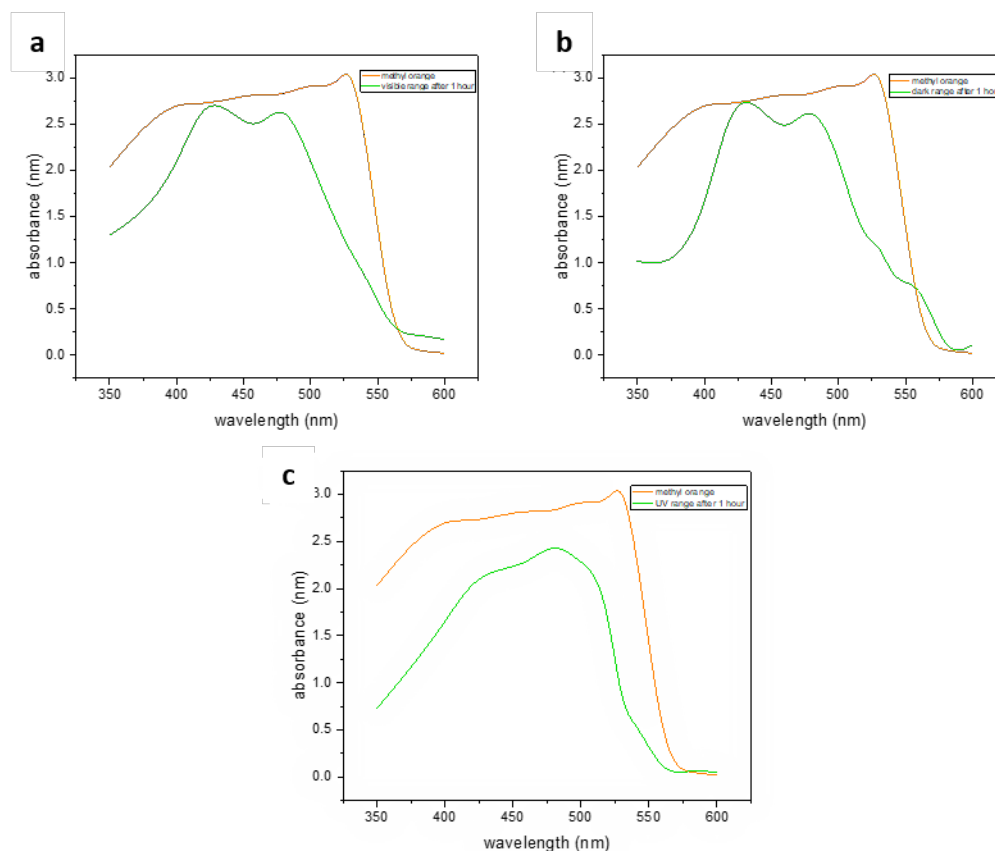 a
methyl orange
visible range after 1 hour
3.0
2.5
2.0
1.5
1.0
0.5
0.0
absorbance (nm)
350 400 450 500 550 600
wavelength (nm)
b
methyl orange
dark range after 1 hour
3.0
2.5
2.0
1.5
1.0
0.5
0.0
absorbance (nm)
350 400 450 500 550 600
wavelength (nm)
c
methyl orange
UV range after 1 hour
3.0
2.5
2.0
1.5
1.0
0.5
0.0
absorbance (nm)
350 400 450 500 550 600
wavelength (nm)